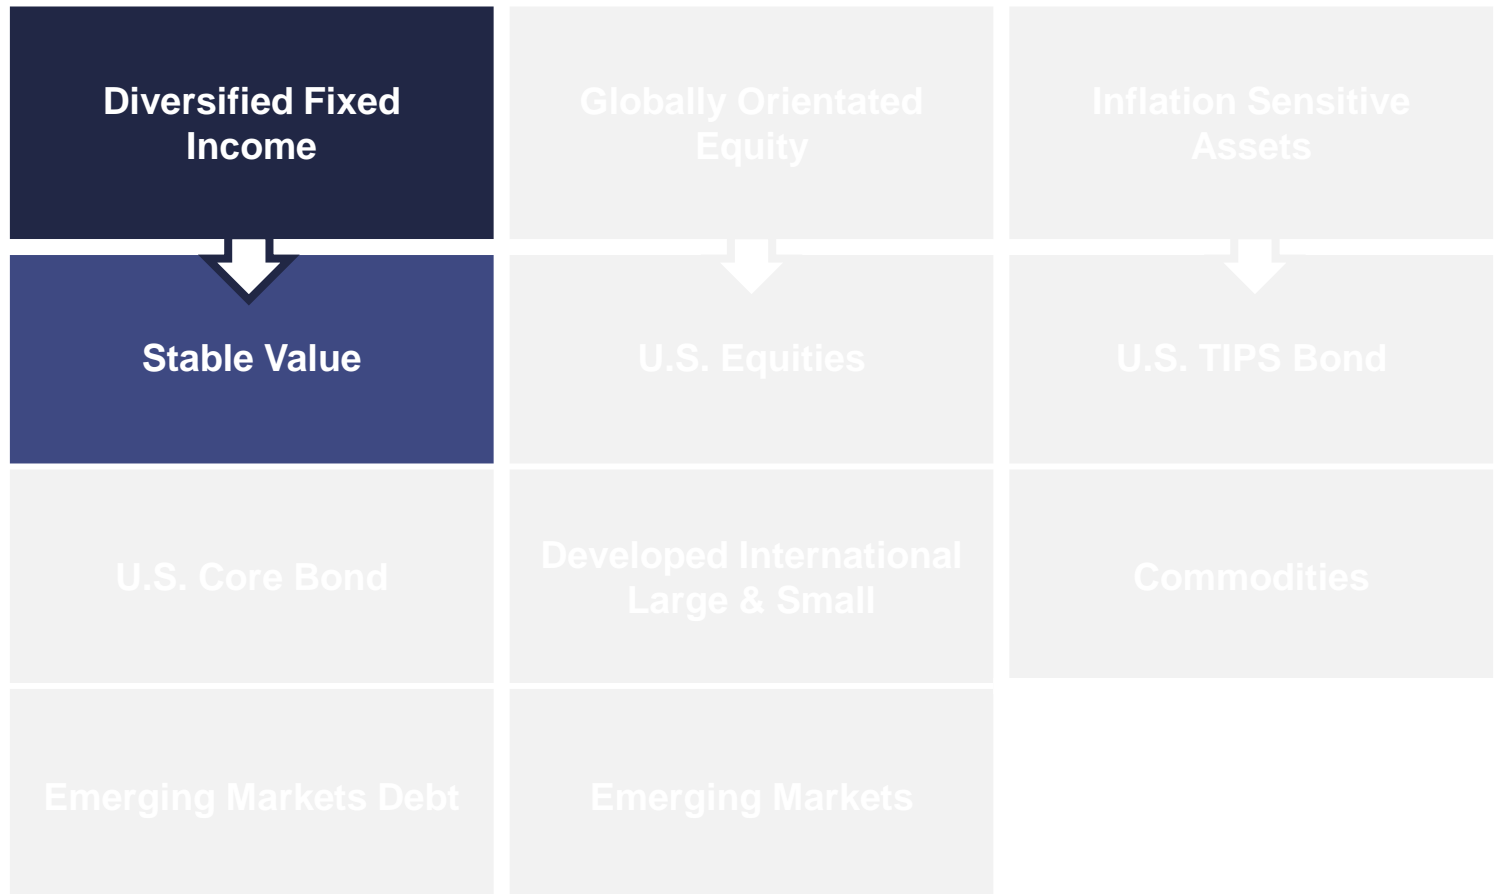 Diversified Fixed
Income
Globally Orientated
Equity
Inflation Sensitive
Assets
Stable Value
U.S. Equities
U.S. TIPS Bond
U.S. Core Bond
Developed International
Large & Small
Commodities
Emerging Markets Debt
Emerging Markets